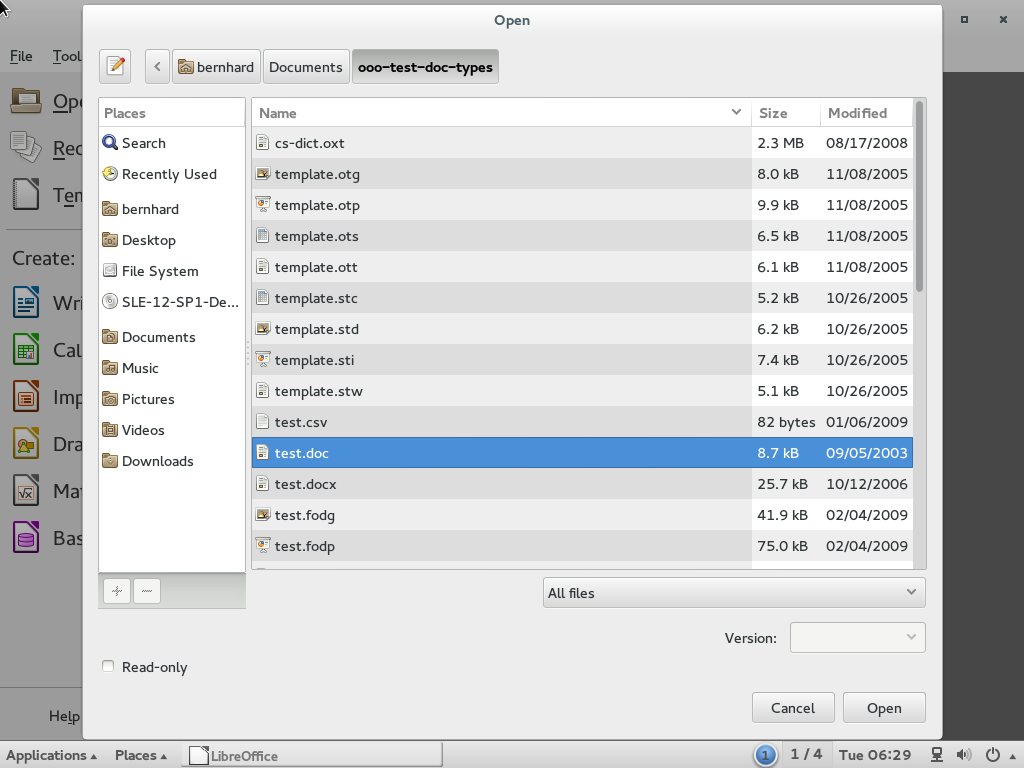 Open
File
Tool
bernhard
Documents
ooo-test-doc-types
Places
Name
Size
Modified
Search
Recently Used
bernhard
Desktop
File System
SLE-12-SP1-De...
Documents
Music
Pictures
Videos
Downloads
cs-dict.oxt 2.3 MB 08/17/2008
template.otg 8.0 kB 11/08/2005
template.otp 9.9 kB 11/08/2005
template.ots 6.5 kB 11/08/2005
template.ott 6.1 kB 11/08/2005
template.stc 5.2 kB 10/26/2005
template.std 6.2 kB 10/26/2005
template.sti 7.4 kB 10/26/2005
template.stw 5.1 kB 10/26/2005
test.csv 82 bytes 01/06/2009
test.doc 8.7 kB 09/05/2003
test.docx 25.7 kB 10/12/2006
test.fodg 41.9 kB 02/04/2009
test.fodp 75.0 kB 02/04/2009
Ope
Rec
Tem
Create:
Wri
Cal
Imp
Dra
Mat
Bas
Help
All files
Version:
Read-only
Cancel
Open
Applications
Places
LibreOffice
1
1 / 4
Tue 06:29